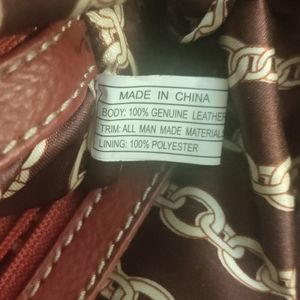 MADE IN CHINA
BODY: 100% GENUINE LEATHER
TRIM: ALL MAN MADE MATERIALS
LINING: 100% POLYESTER